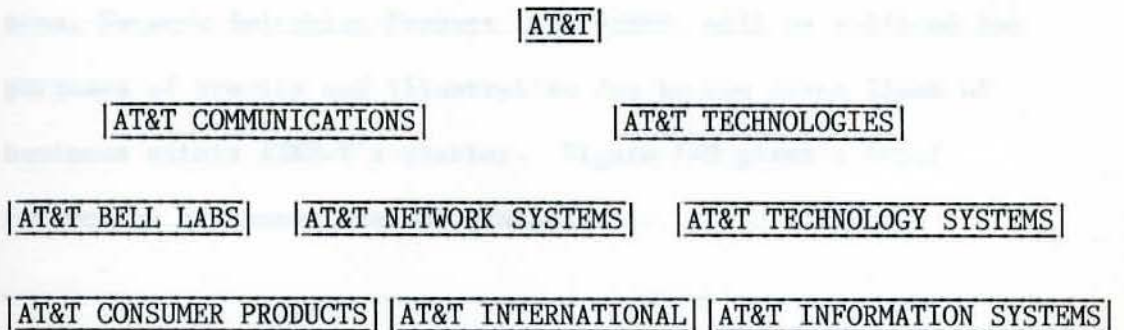 AT&T
AT&T COMMUNICATIONS AT&T TECHNOLOGIES
AT&T BELL LABS AT&T NETWORK SYSTEMS AT&T TECHNOLOGY SYSTEMS
AT&T CONSUMER PRODUCTS AT&T INTERNATIONAL AT&T INFORMATION SYSTEMS